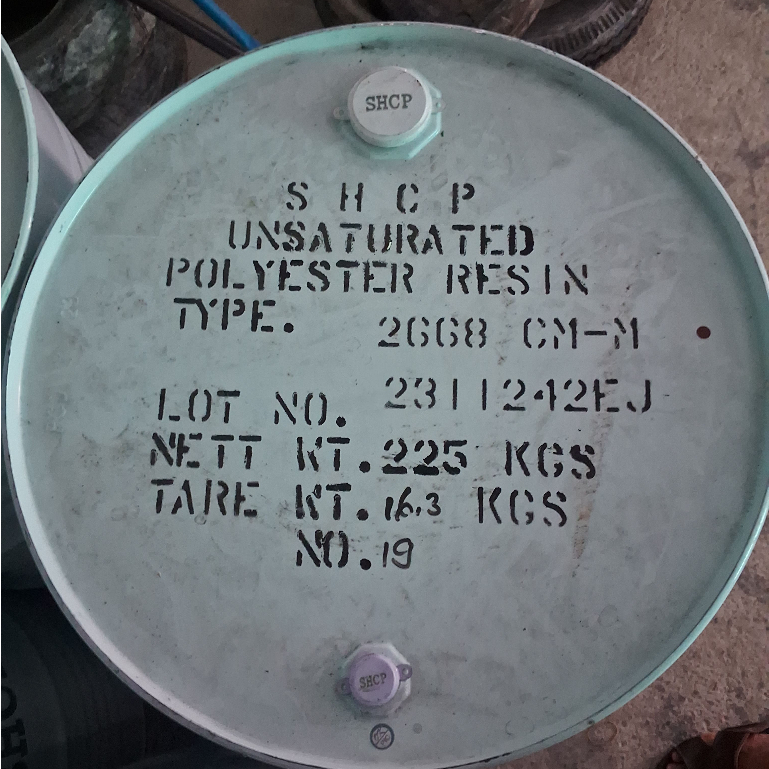 SHCP
S H C P
UNSATURATED
POLYESTER RESIN
TYPE. 2668 CM-M
LOT NO. 2311242EJ
NETT WT. 225 KGS
TARE WT. 16.3 KGS
NO. 19
SHCP